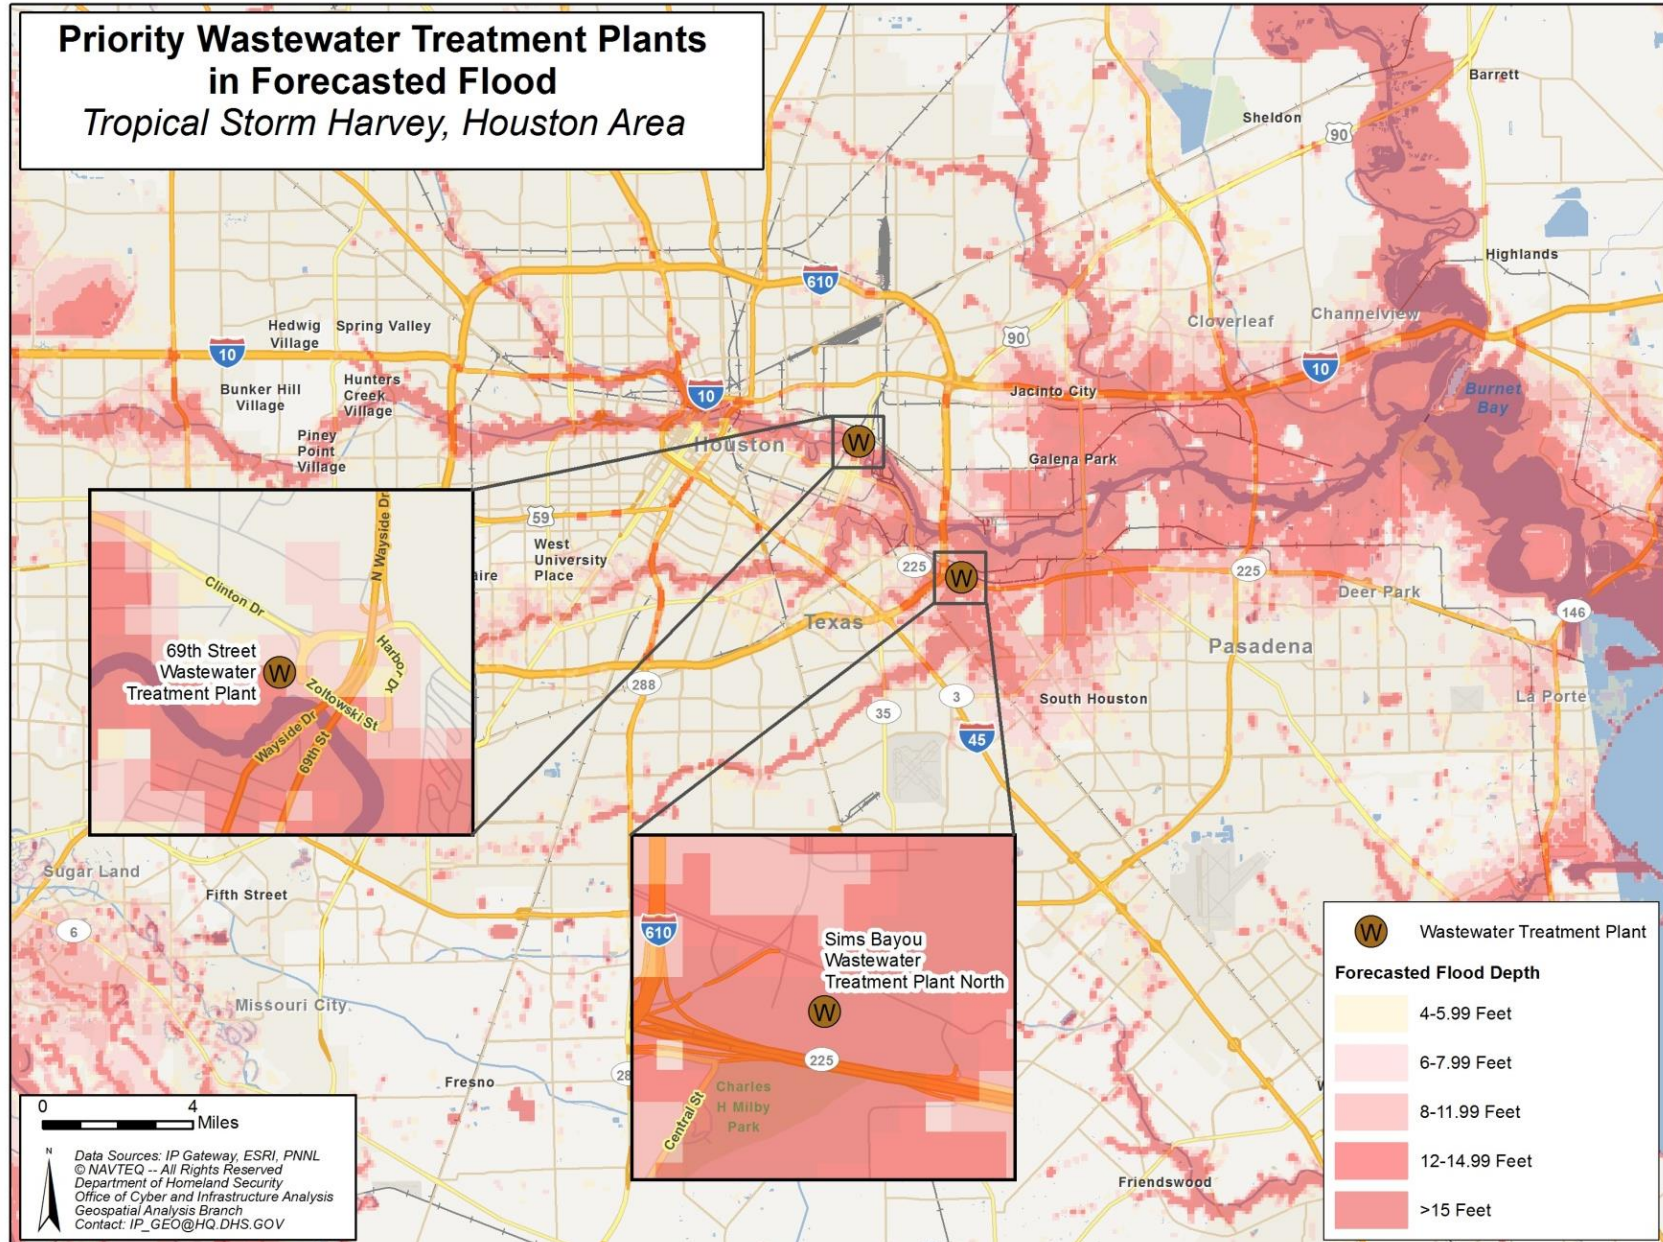 Priority Wastewater Treatment Plants
in Forecasted Flood
Tropical Storm Harvey, Houston Area
Barrett
Sheldon
90
Highlands
610
Hedwig
Village
Spring Valley
Cloverleaf
Channelview
90
10
10
Bunker Hill
Village
Hunters
Creek
Village
10
Jacinto City
Burnet
Bay
Piney
Point
Village
Houston
W
Galena Park
59
West
University
Place
aire
225
W
225
Deer Park
146
Texas
Pasadena
288
3
35
South Houston
La Porte
45
N Wayside Dr
Clinton Dr
69th Street
Wastewater
Treatment Plant
W
Harbor Dr
Zoltowski St
Wayside Dr
69th St
Sugar Land
Fifth Street
6
Missouri City
Fresno
28
610
Sims Bayou
Wastewater
Treatment Plant North
W
225
Charles
H Milby
Park
Central St
Friendswood
W
W
Wastewater Treatment Plant
Forecasted Flood Depth
4-5.99 Feet
6-7.99 Feet
8-11.99 Feet
12-14.99 Feet
>15 Feet
0 4
Miles
N
Data Sources: IP Gateway, ESRI, PNNL
© NAVTEQ -- All Rights Reserved
Department of Homeland Security
Office of Cyber and Infrastructure Analysis
Geospatial Analysis Branch
Contact: IP_GEO@HQ.DHS.GOV